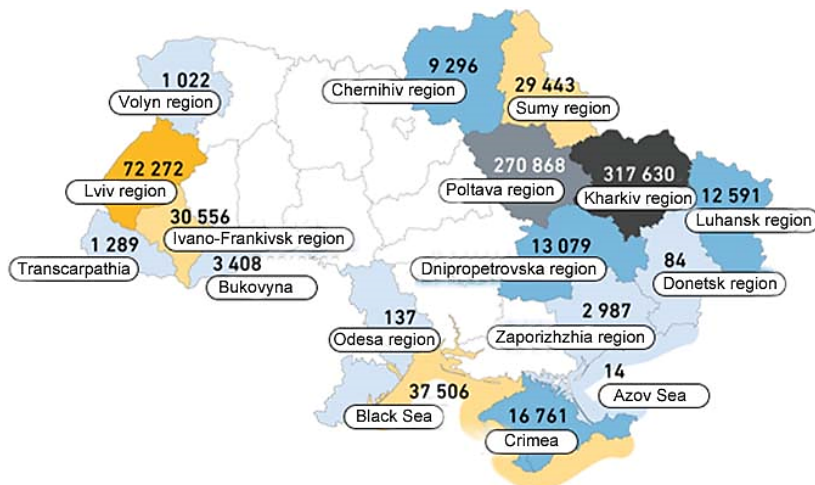 1 022
Volyn region
9 296
Chernihiv region
29 443
Sumy region
72 272
Lviv region
270 868
Poltava region
317 630
Kharkiv region
12 591
Luhansk region
30 556
Ivano-Frankivsk region
1 289
Transcarpathia
3 408
Bukovyna
13 079
Dnipropetrovska region
84
Donetsk region
137
Odesa region
2 987
Zaporizhzhia region
14
Azov Sea
37 506
Black Sea
16 761
Crimea